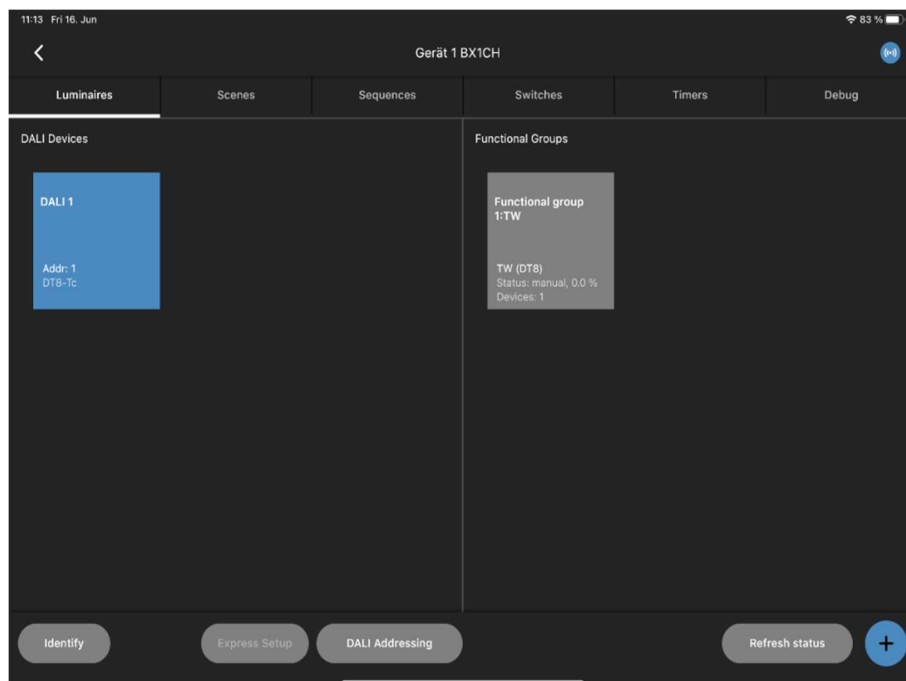 11:13 Fri 16. Jun
83 %
Gerät 1 BX1CH
Luminaires Scenes Sequences Switches Timers Debug
DALI Devices
Functional Groups
DALI 1
Addr: 1
DT8-Tc
Functional group
1:TW
TW (DT8)
Status: manual, 0.0 %
Devices: 1
Identify Express Setup DALI Addressing Refresh status +